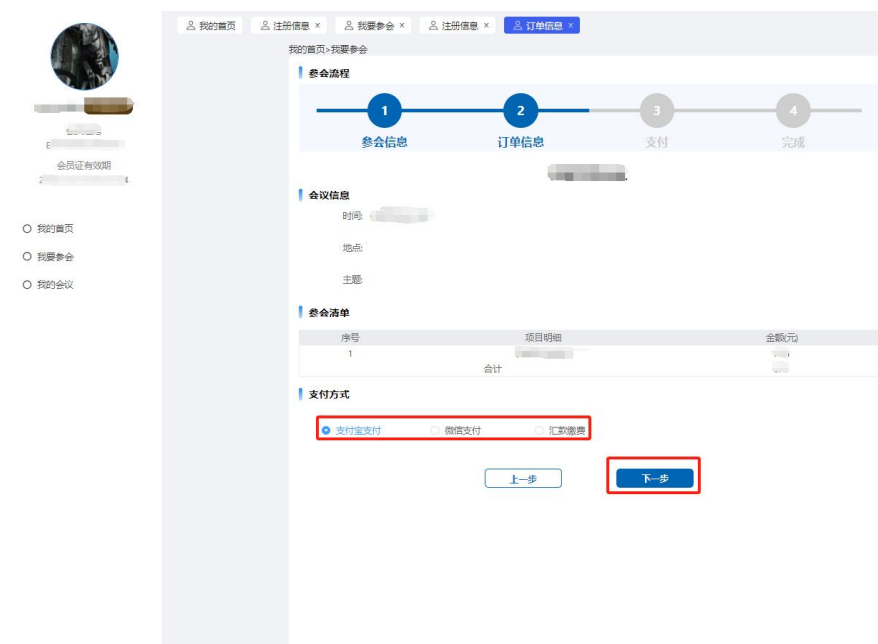 我的首页 注册信息 × 我要参会 × 注册信息 × 订单信息 ×
我的首页>我要参会
参会流程
1 2 3 4
参会信息 订单信息 支付 完成
会员证有效期
会议信息
时间:
地点:
主题:
我的首页
我要参会
我的会议
参会清单
序号 项目明细 金额(元)
1
合计
支付方式
支付宝支付 微信支付 汇款缴费
上一步 下一步